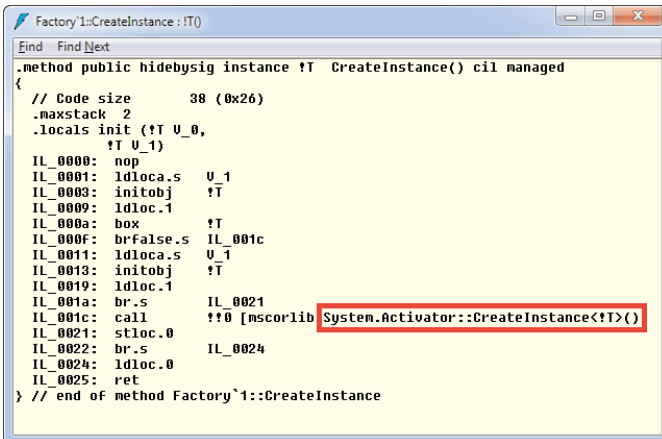 Factory`1::CreateInstance : !T()
Find Find Next
.method public hidebysig instance !T  CreateInstance() cil managed
{
  // Code size       38 (0x26)
  .maxstack  2
  .locals init (!T V_0,
           !T V_1)
  IL_0000:  nop
  IL_0001:  ldloca.s   V_1
  IL_0003:  initobj    !T
  IL_0009:  ldloc.1
  IL_000a:  box        !T
  IL_000f:  brfalse.s  IL_001c
  IL_0011:  ldloca.s   V_1
  IL_0013:  initobj    !T
  IL_0019:  ldloc.1
  IL_001a:  br.s       IL_0021
  IL_001c:  call       !!0 [mscorlib System.Activator::CreateInstance<!T>()
  IL_0021:  stloc.0
  IL_0022:  br.s       IL_0024
  IL_0024:  ldloc.0
  IL_0025:  ret
} // end of method Factory`1::CreateInstance